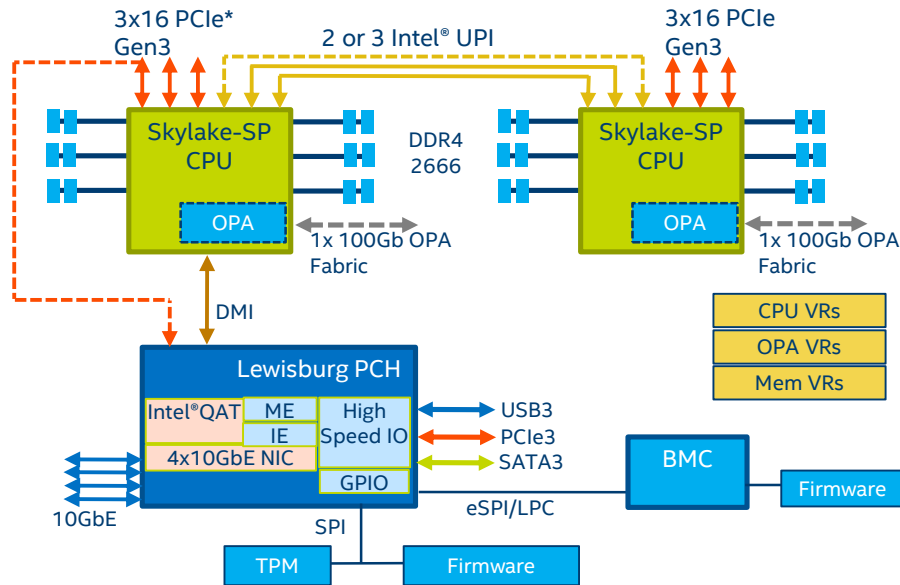 3x16 PCIe*
Gen3
2 or 3 Intel® UPI
3x16 PCIe
Gen3
Skylake-SP
CPU
OPA
DDR4
2666
Skylake-SP
CPU
OPA
1x 100Gb OPA
Fabric
1x 100Gb OPA
Fabric
DMI
CPU VRs
OPA VRs
Mem VRs
Lewisburg PCH
Intel®QAT
ME
IE
High
Speed IO
4x10GbE NIC
GPIO
USB3
PCIe3
SATA3
10GbE
SPI
eSPI/LPC
BMC
Firmware
TPM
Firmware